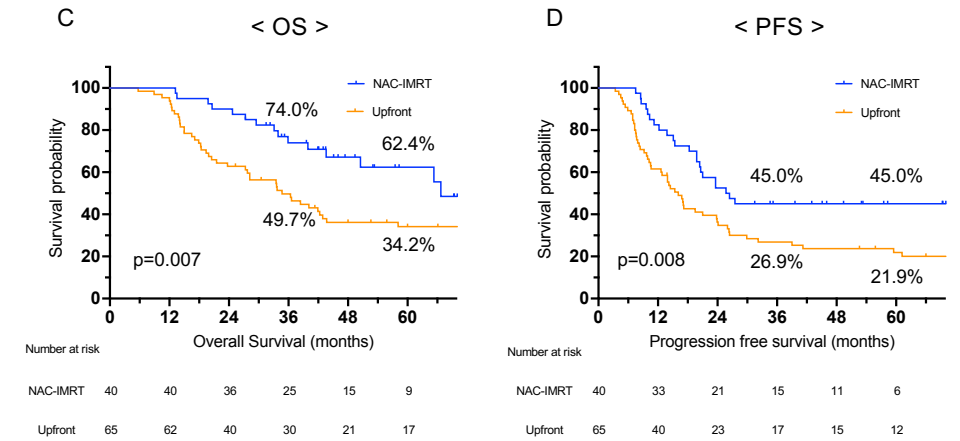 C
< OS >
100
80
60
40
20
0
Survival probability
NAC-IMRT
Upfront
74.0%
62.4%
49.7%
34.2%
p=0.007
0 12 24 36 48 60
Overall Survival (months)
Number at risk
NAC-IMRT 40 40 36 25 15 9
Upfront 65 62 40 30 21 17
D
< PFS >
100
80
60
40
20
0
Survival probability
NAC-IMRT
Upfront
45.0% 45.0%
26.9%
21.9%
p=0.008
0 12 24 36 48 60
Progression free survival (months)
Number at risk
NAC-IMRT 40 33 21 15 11 6
Upfront 65 40 23 17 15 12